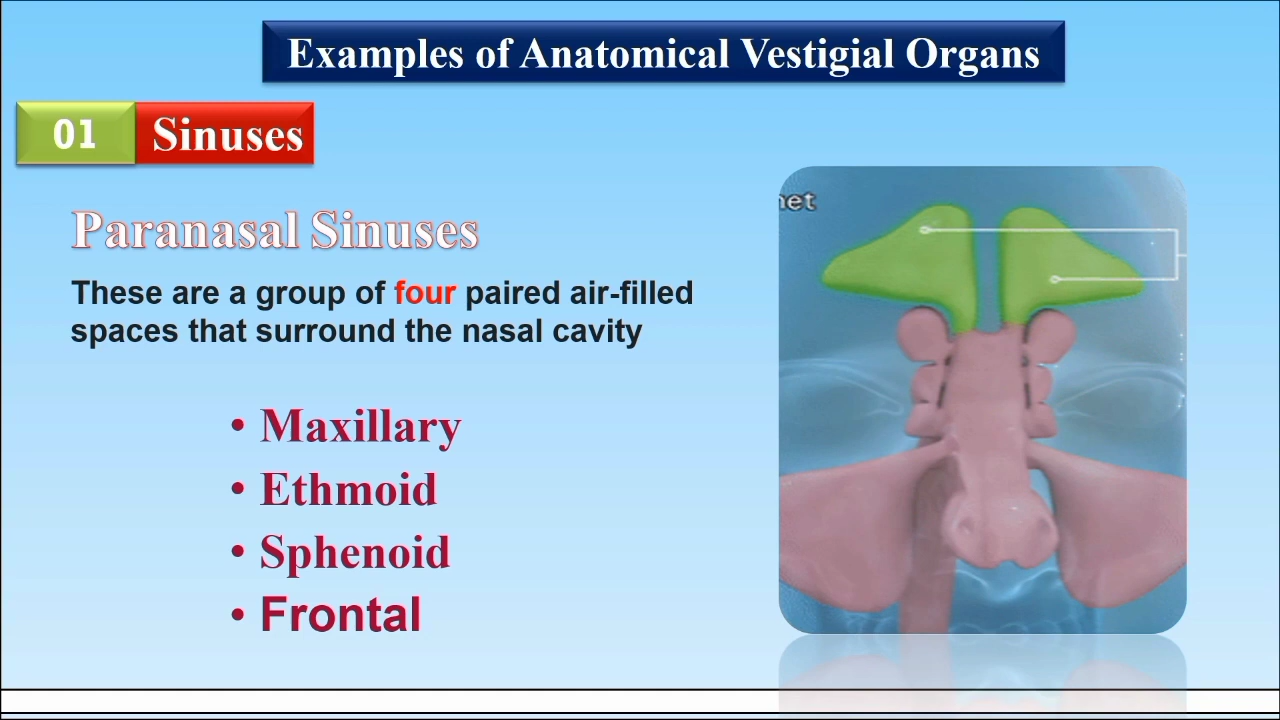 Examples of Anatomical Vestigial Organs
01 Sinuses
Paranasal Sinuses
These are a group of four paired air-filled
spaces that surround the nasal cavity
• Maxillary
• Ethmoid
• Sphenoid
• Frontal
net